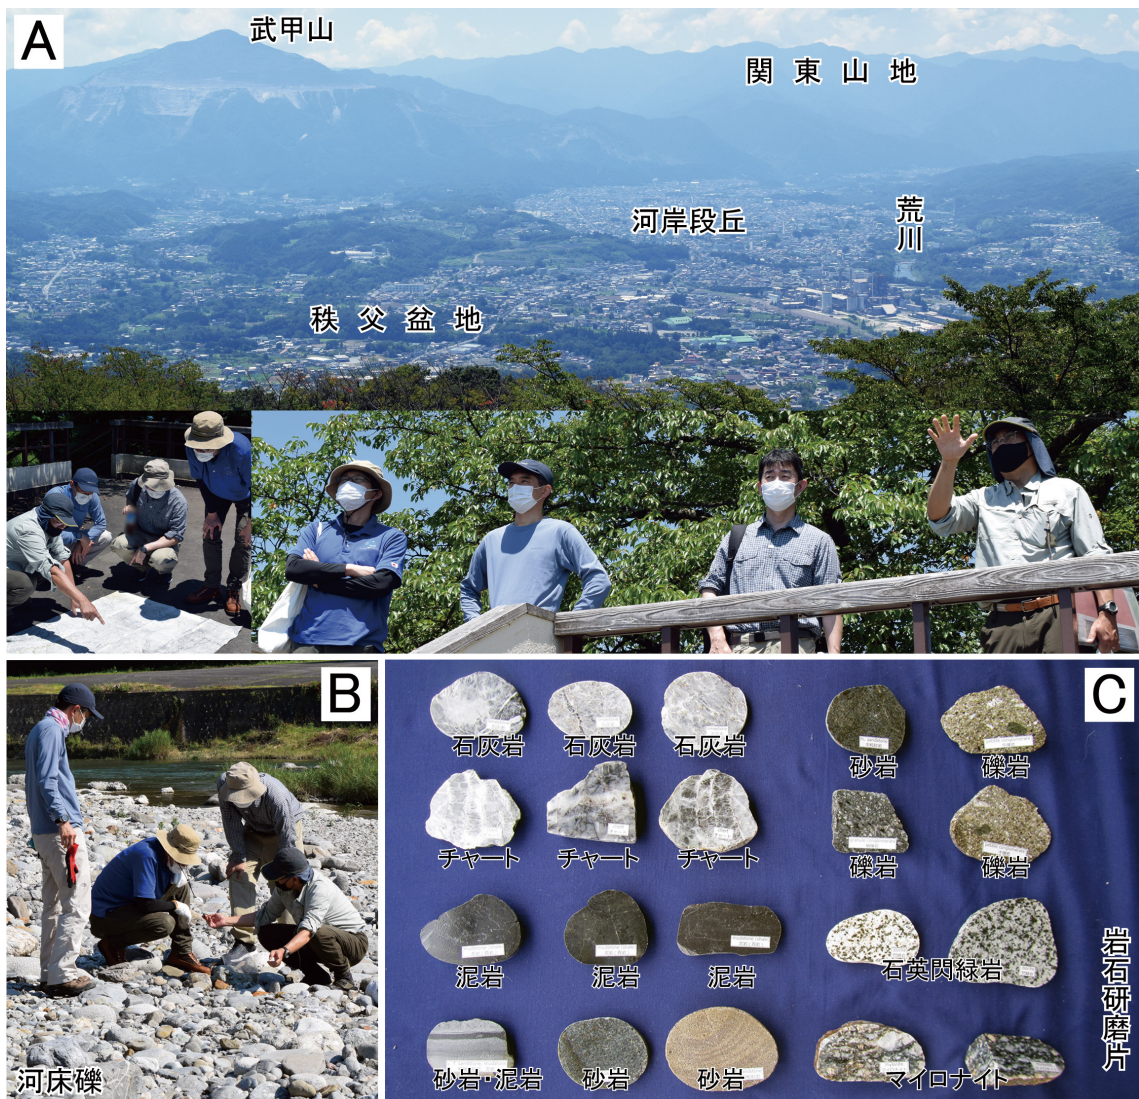 A
武甲山
関東山地
荒川
河岸段丘
秩父盆地
B
河床礫
C
石灰岩
石灰岩
石灰岩
砂岩
礫岩
チャート
チャート
チャート
礫岩
礫岩
泥岩
泥岩
泥岩
石英閃緑岩
砂岩・泥岩
砂岩
砂岩
マイロナイト
岩石研磨片